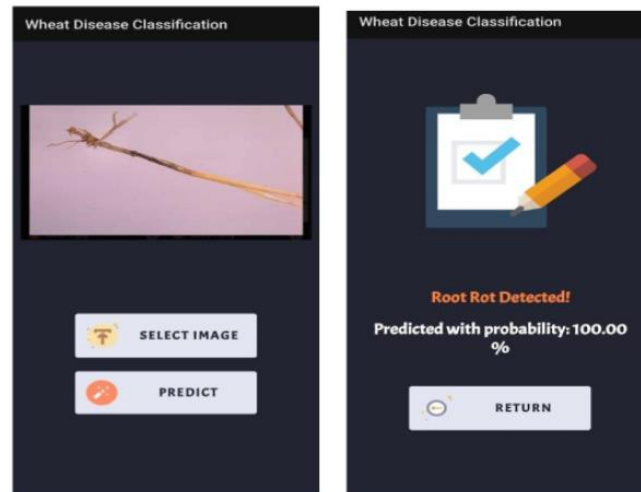 Wheat Disease Classification
SELECT IMAGE
PREDICT
Wheat Disease Classification
Root Rot Detected!
Predicted with probability: 100.00
%
RETURN